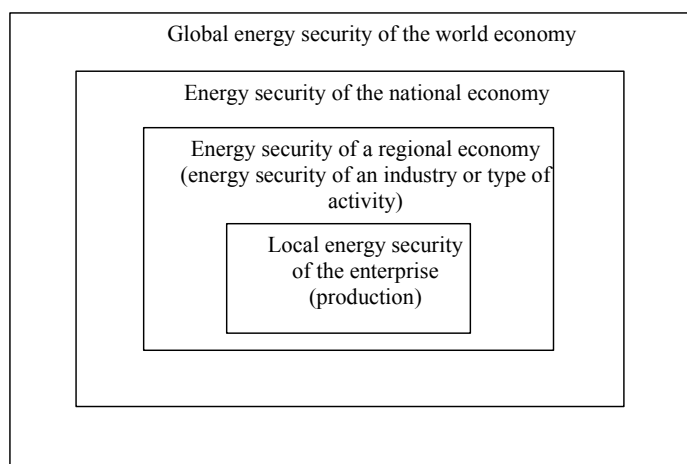 Global energy security of the world economy
Energy security of the national economy
Energy security of a regional economy
(energy security of an industry or type of
activity)
Local energy security
of the enterprise
(production)